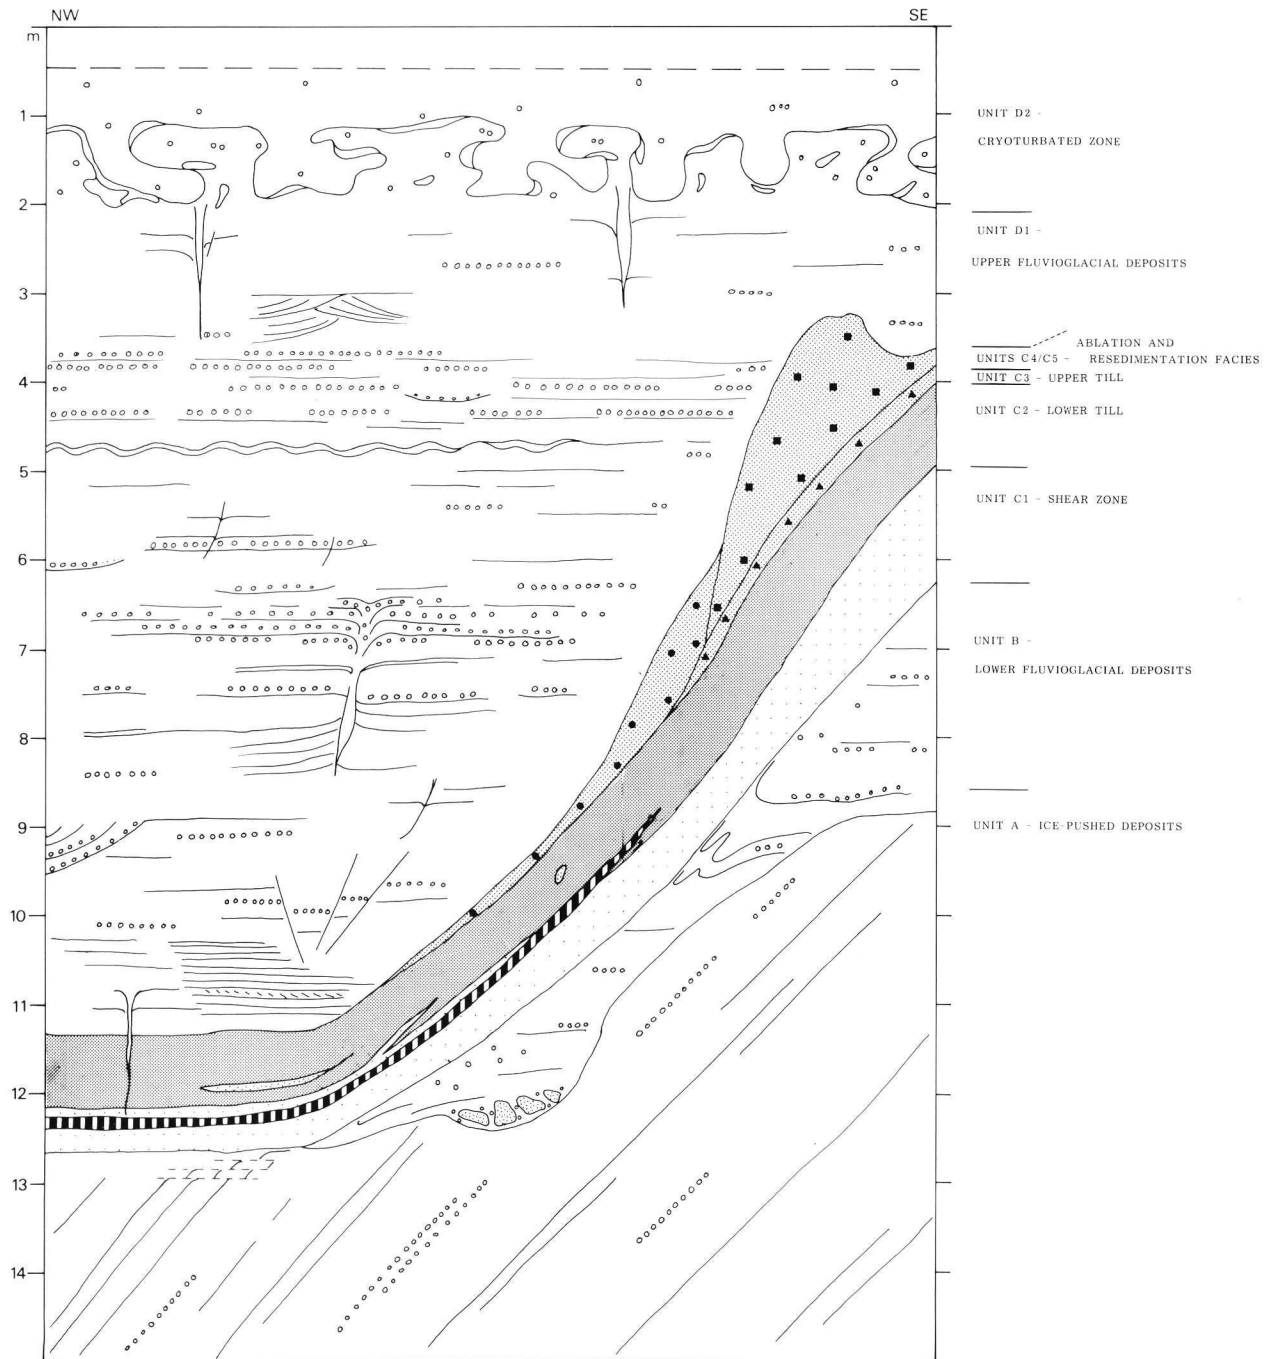 NW
SE
m
1
2
3
4
5
6
7
8
9
10
11
12
13
14
UNIT D2 -
CRYOTURBATED ZONE
UNIT D1 -
UPPER FLUVIOGLACIAL DEPOSITS
ABLATION AND
UNITS C4/C5 - RESEDIMENTATION FACIES
UNIT C3 - UPPER TILL
UNIT C2 - LOWER TILL
UNIT C1 - SHEAR ZONE
UNIT B -
LOWER FLUVIOGLACIAL DEPOSITS
UNIT A - ICE-PUSHED DEPOSITS